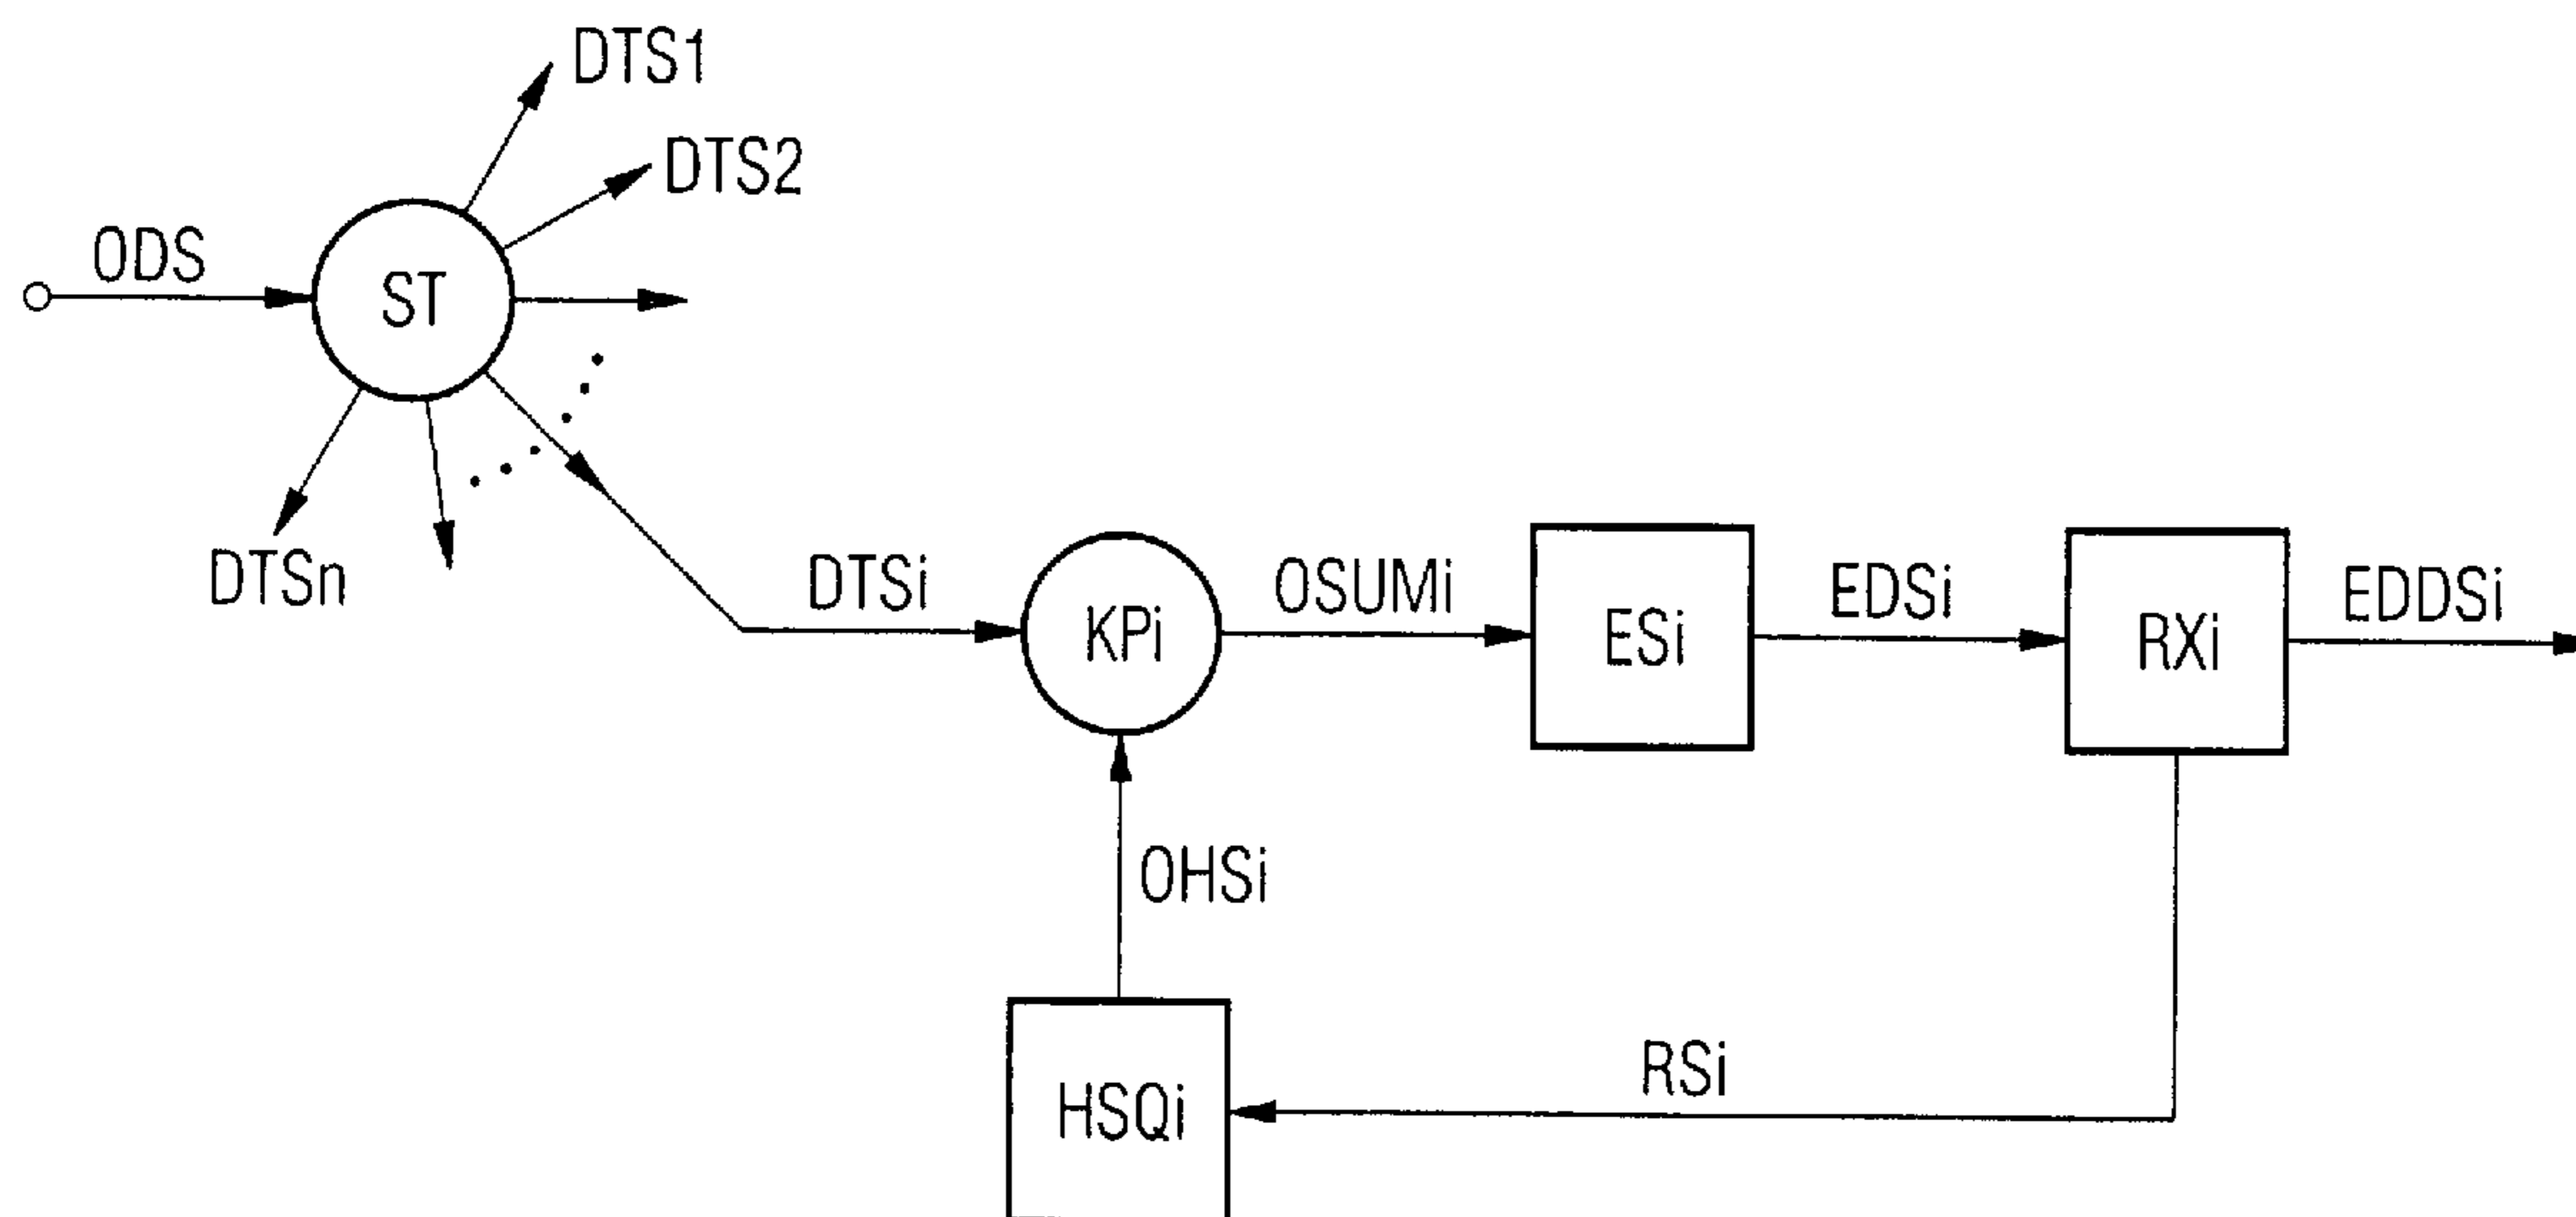 DTS1
DTS2
ODS
ST
DTSn
DTSi
KPi
OSUMi
ESi
EDSi
RXi
EDDSi
OHSi
HSQi
RSi